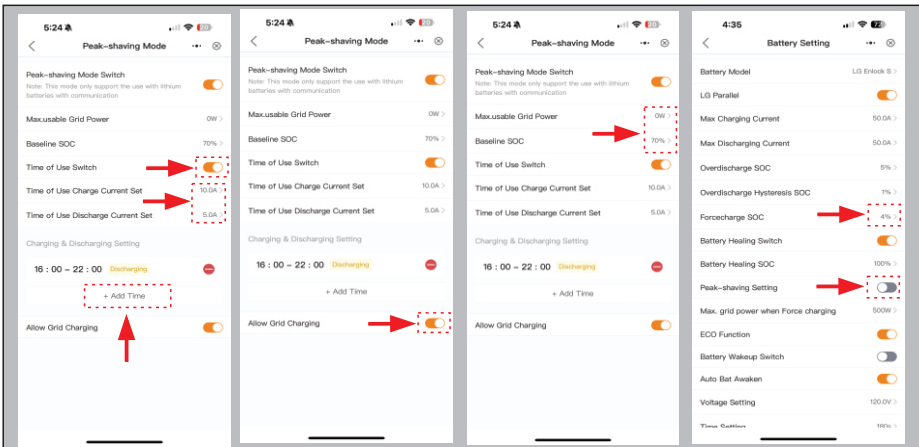 5:24
20
Peak-shaving Mode
Peak-shaving Mode Switch
Note: This mode only support the use with lithium
batteries with communication
Max.usable Grid Power 0W >
Baseline SOC 70% >
Time of Use Switch
Time of Use Charge Current Set 10.0A >
Time of Use Discharge Current Set 5.0A >
Charging & Discharging Setting
16 : 00 - 22 : 00 Discharging
+ Add Time
Allow Grid Charging
5:24
20
Peak-shaving Mode
Peak-shaving Mode Switch
Note: This mode only support the use with lithium
batteries with communication
Max.usable Grid Power 0W >
Baseline SOC 70% >
Time of Use Switch
Time of Use Charge Current Set 10.0A >
Time of Use Discharge Current Set 5.0A >
Charging & Discharging Setting
16 : 00 - 22 : 00 Discharging
+ Add Time
Allow Grid Charging
5:24
20
Peak-shaving Mode
Peak-shaving Mode Switch
Note: This mode only support the use with lithium
batteries with communication
Max.usable Grid Power 0W >
Baseline SOC 70% >
Time of Use Switch
Time of Use Charge Current Set 10.0A >
Time of Use Discharge Current Set 5.0A >
Charging & Discharging Setting
16 : 00 - 22 : 00 Discharging
+ Add Time
Allow Grid Charging
4:35
72
Battery Setting
Battery Model LG Enlock S >
LG Parallel
Max Charging Current 50.0A >
Max Discharging Current 50.0A >
Overdischarge SOC 5% >
Overdischarge Hysteresis SOC 1% >
Forcecharge SOC 4% >
Battery Healing Switch
Battery Healing SOC 100% >
Peak-shaving Setting
Max. grid power when Force charging 500W >
ECO Function
Battery Wakeup Switch
Auto Bat Awaken
Voltage Setting 120.0V >
Time Setting 180s >